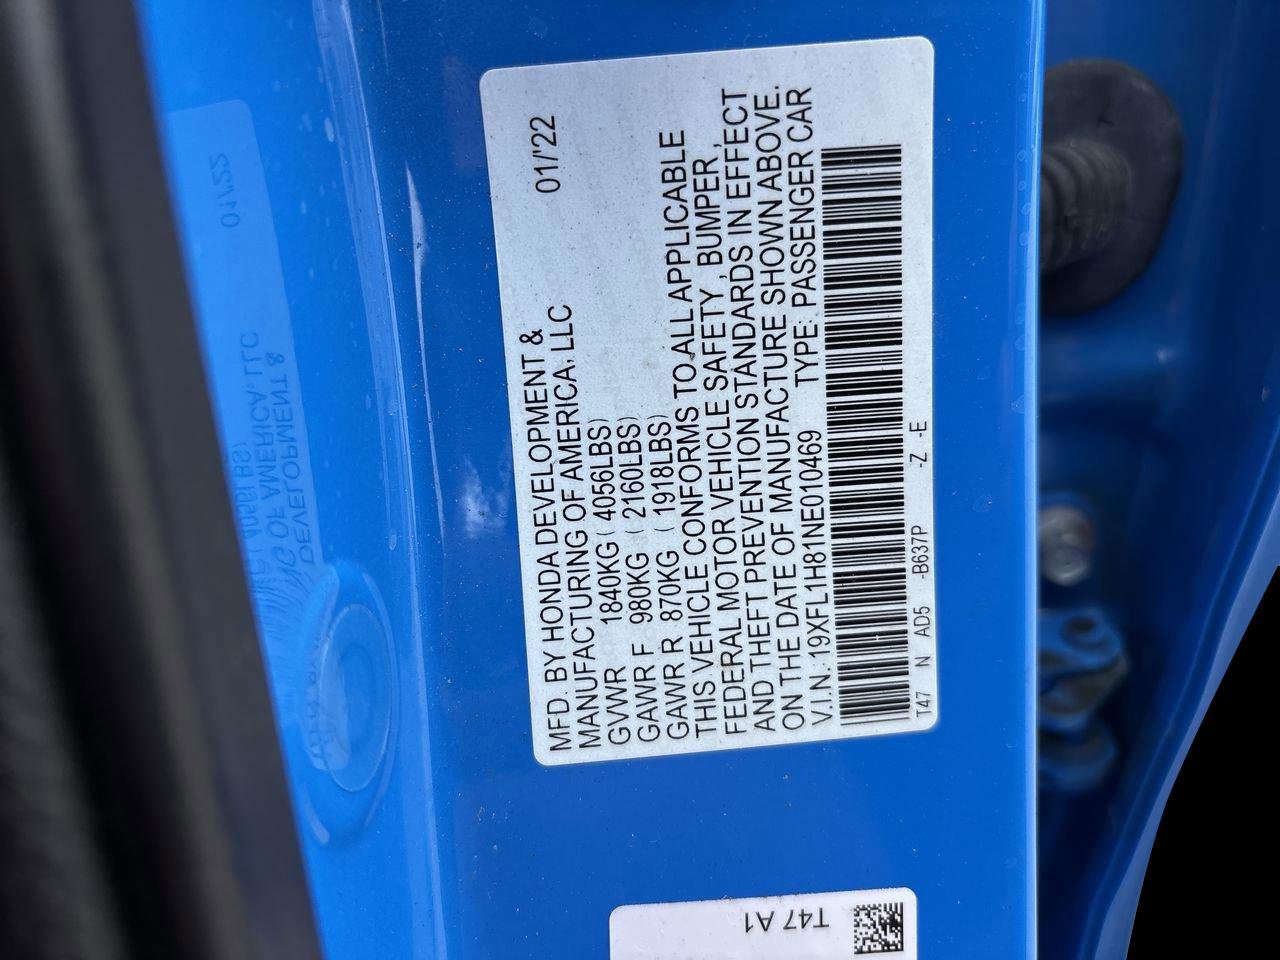 MFD. BY HONDA DEVELOPMENT &
MANUFACTURING OF AMERICA, LLC 01/'22
GVWR 1840KG ( 4056LBS)
GAWR F 980KG ( 2160LBS)
GAWR R 870KG ( 1918LBS)
THIS VEHICLE CONFORMS TO ALL APPLICABLE
FEDERAL MOTOR VEHICLE SAFETY , BUMPER,
AND THEFT PREVENTION STANDARDS IN EFFECT
ON THE DATE OF MANUFACTURE SHOWN ABOVE.
V.I.N.: 19XFL1H81NE010469 TYPE: PASSENGER CAR
T47 N AD5 -B637P -Z -E
T47 A1